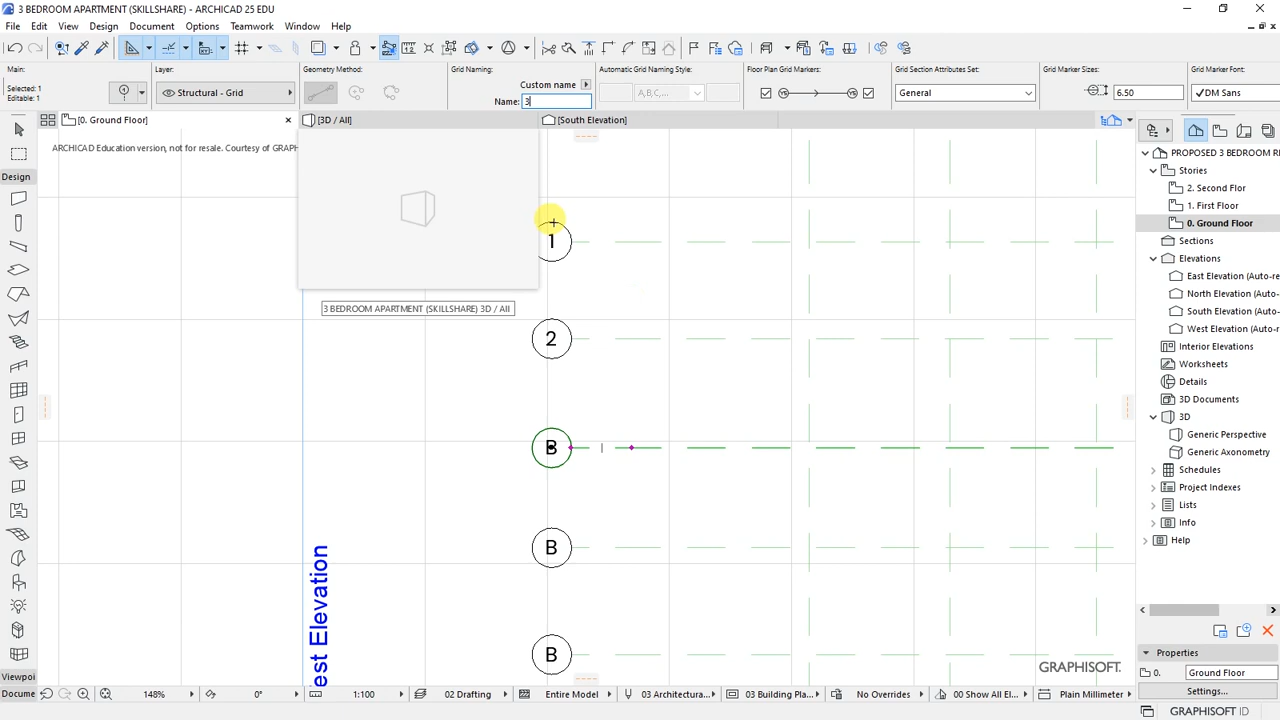 3 BEDROOM APARTMENT (SKILLSHARE) - ARCHICAD 25 EDU
File Edit View Design Document Options Teamwork Window Help
Main: Layer: Geometry Method: Grid Naming: Automatic Grid Naming Style: Floor Plan Grid Markers: Grid Section Attributes Set: Grid Marker Sizes: Grid Marker Font:
Selected: 1
Editable: 1
Structural - Grid
Custom name
Name: 3
A,B,C,...
General
6.50
DM Sans
[0. Ground Floor]
[3D / All]
[South Elevation]
ARCHICAD Education version, not for resale. Courtesy of GRAPH
3 BEDROOM APARTMENT (SKILLSHARE) 3D / All
1
2
B
B
B
est Elevation
GRAPHISOFT.
Design
Viewpoi
Docume
PROPOSED 3 BEDROOM RE
Stories
2. Second Flor
1. First Floor
0. Ground Floor
Sections
Elevations
East Elevation (Auto-re
North Elevation (Auto-
South Elevation (Auto-
West Elevation (Auto-r
Interior Elevations
Worksheets
Details
3D Documents
3D
Generic Perspective
Generic Axonometry
Schedules
Project Indexes
Lists
Info
Help
Properties
0. Ground Floor
Settings...
148% 0° 1:100 02 Drafting Entire Model 03 Architectura... 03 Building Pla... No Overrides 00 Show All El... Plain Millimeter
GRAPHISOFT ID